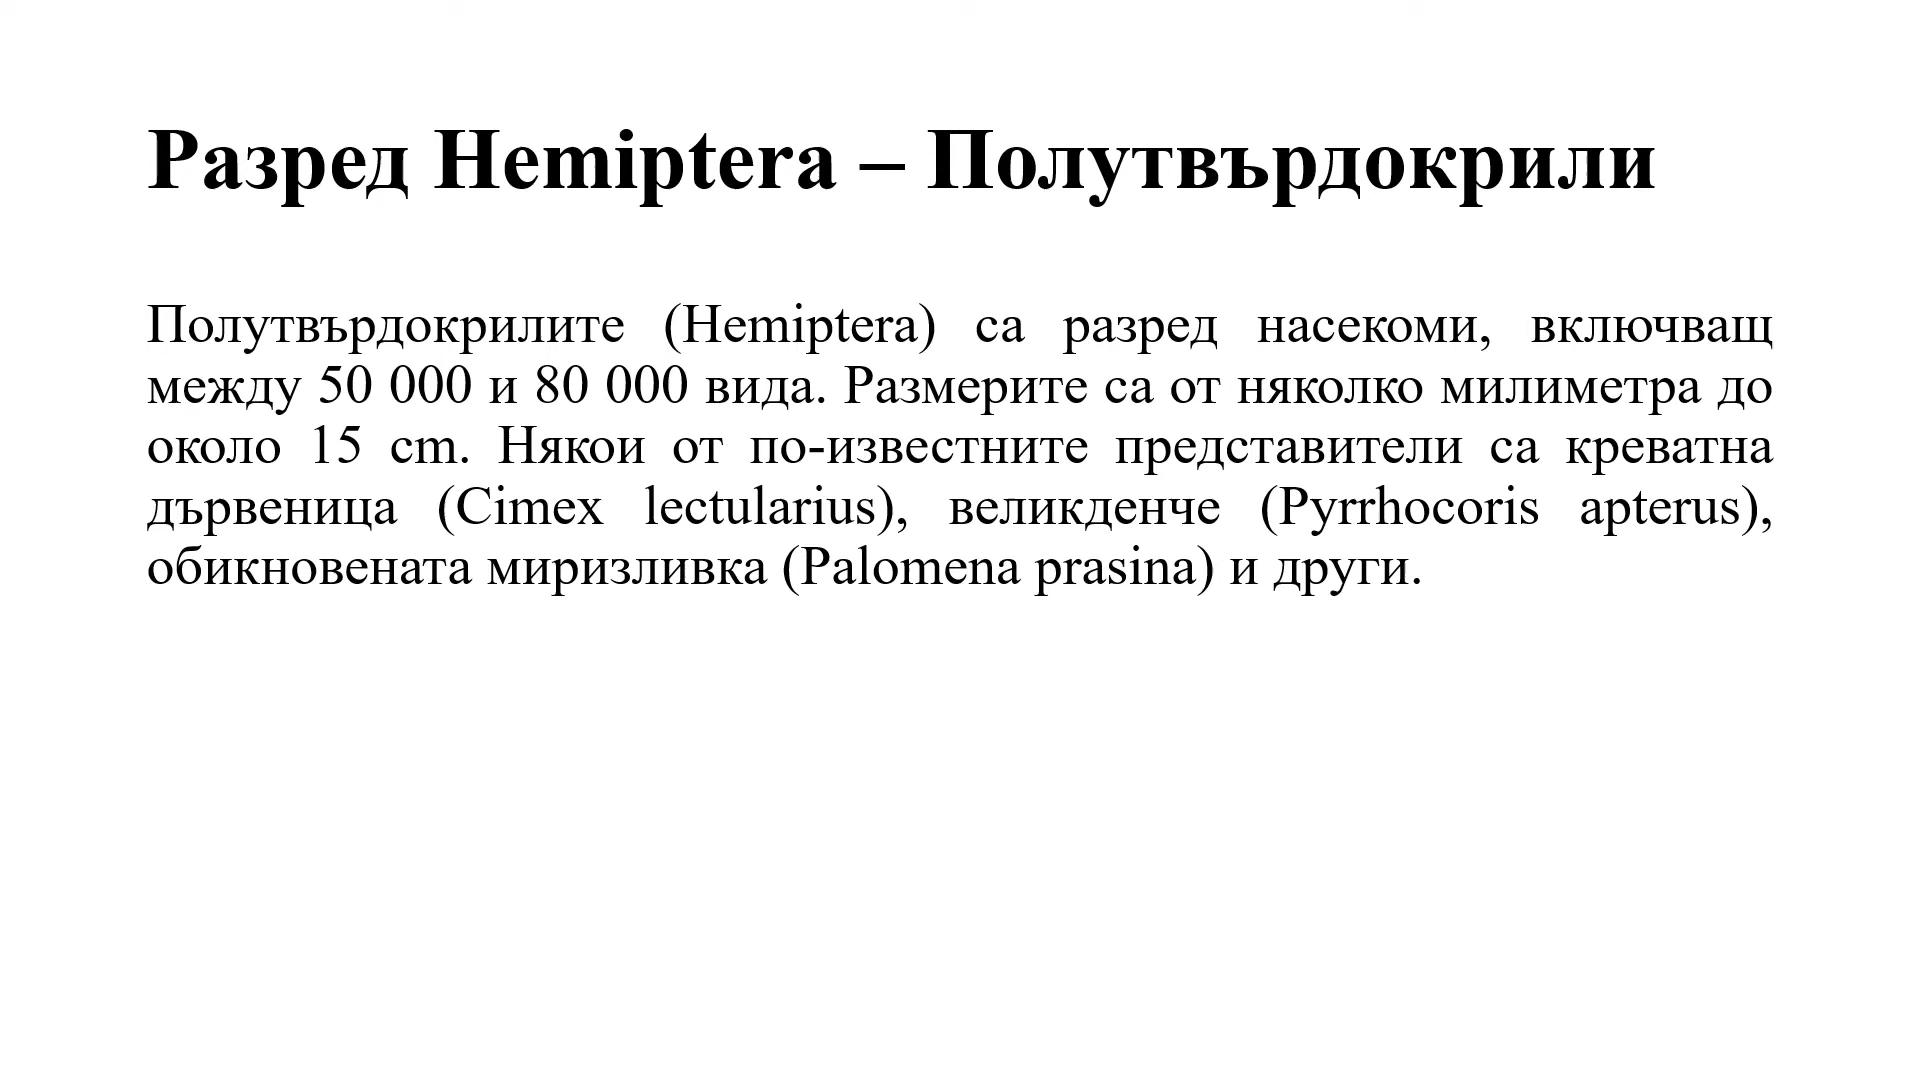 Разред Hemiptera – Полутвърдокрили
Полутвърдокрилите (Hemiptera) са разред насекоми, включващ
между 50 000 и 80 000 вида. Размерите са от няколко милиметра до
около 15 cm. Някои от по-известните представители са креватна
дървеница (Cimex lectularius), великденче (Pyrrhocoris apterus),
обикновената миризливка (Palomena prasina) и други.